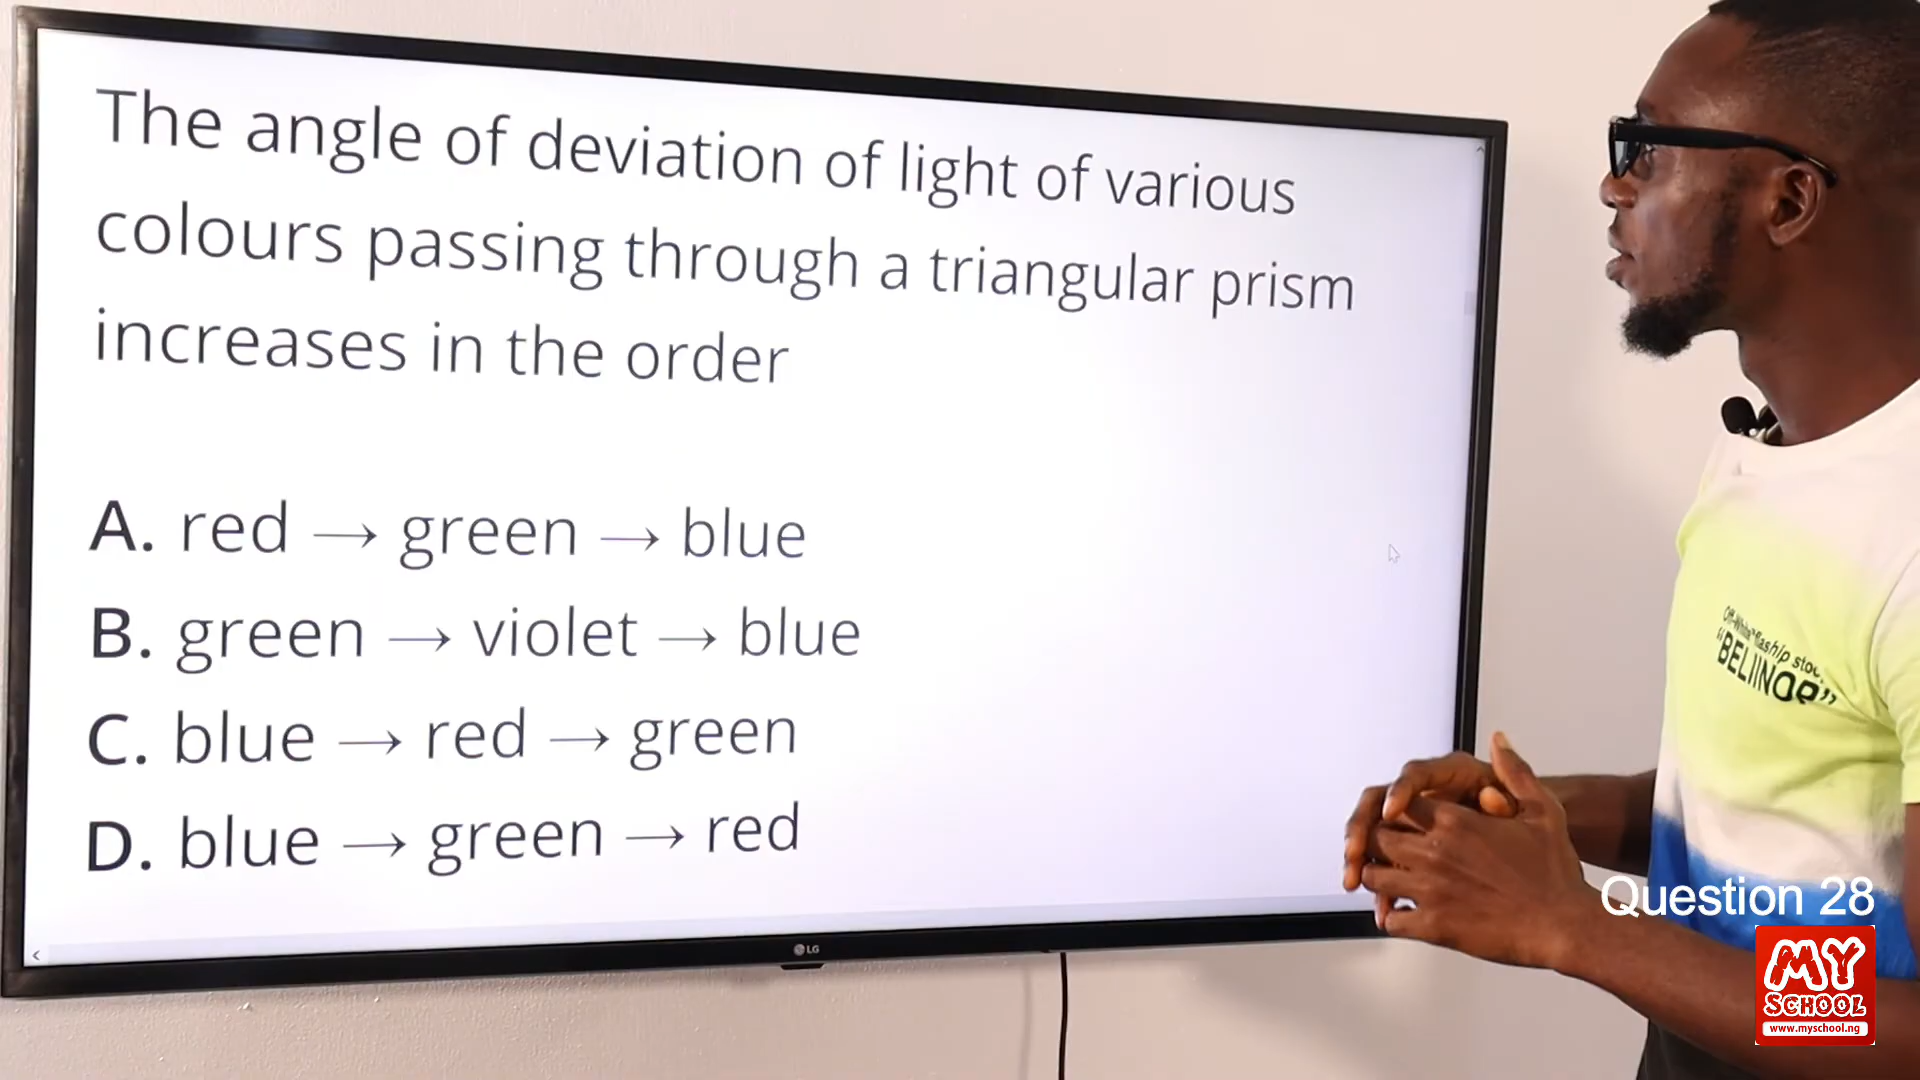 The angle of deviation of light of various
colours passing through a triangular prism
increases in the order
A. red → green → blue
B. green → violet → blue
C. blue → red → green
D. blue → green → red
LG
"BELIINOR"
Question 28
MY
SCHOOL
www.myschool.ng